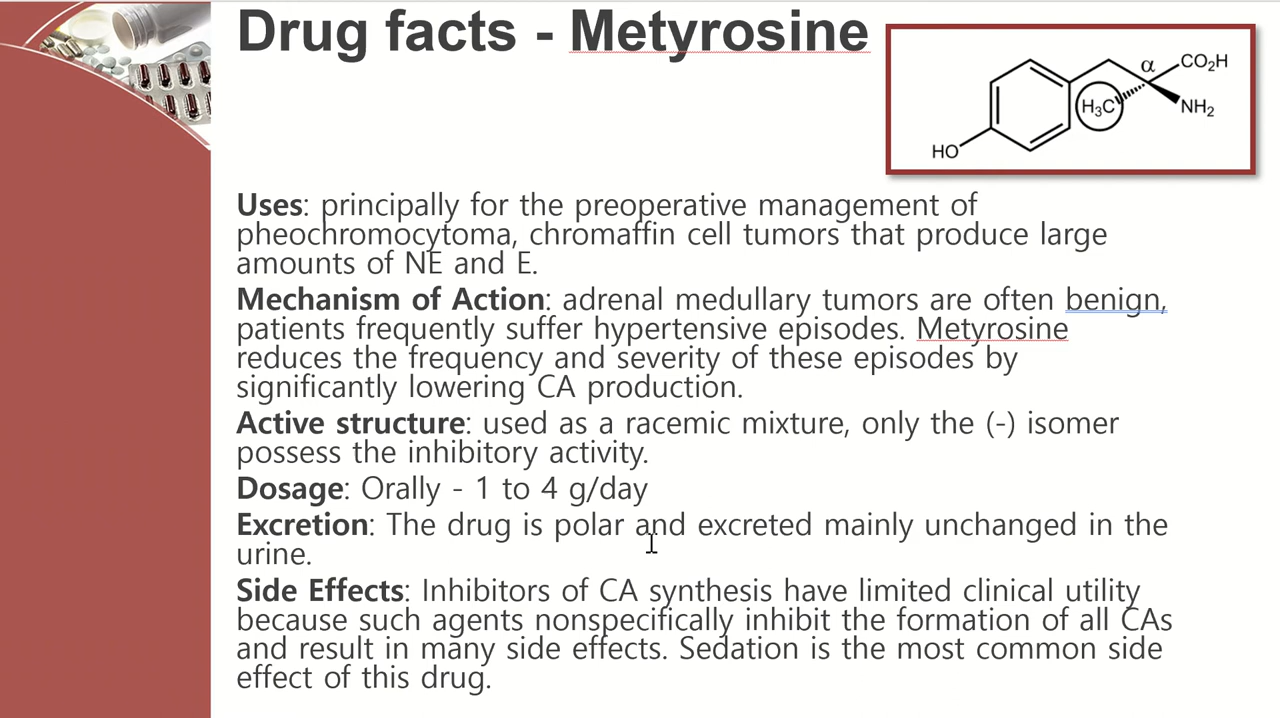 Drug facts - Metyrosine
α
CO₂H
H₃C
NH₂
HO
Uses: principally for the preoperative management of
pheochromocytoma, chromaffin cell tumors that produce large
amounts of NE and E.
Mechanism of Action: adrenal medullary tumors are often benign,
patients frequently suffer hypertensive episodes. Metyrosine
reduces the frequency and severity of these episodes by
significantly lowering CA production.
Active structure: used as a racemic mixture, only the (-) isomer
possess the inhibitory activity.
Dosage: Orally - 1 to 4 g/day
Excretion: The drug is polar and excreted mainly unchanged in the
urine.
Side Effects: Inhibitors of CA synthesis have limited clinical utility
because such agents nonspecifically inhibit the formation of all CAs
and result in many side effects. Sedation is the most common side
effect of this drug.